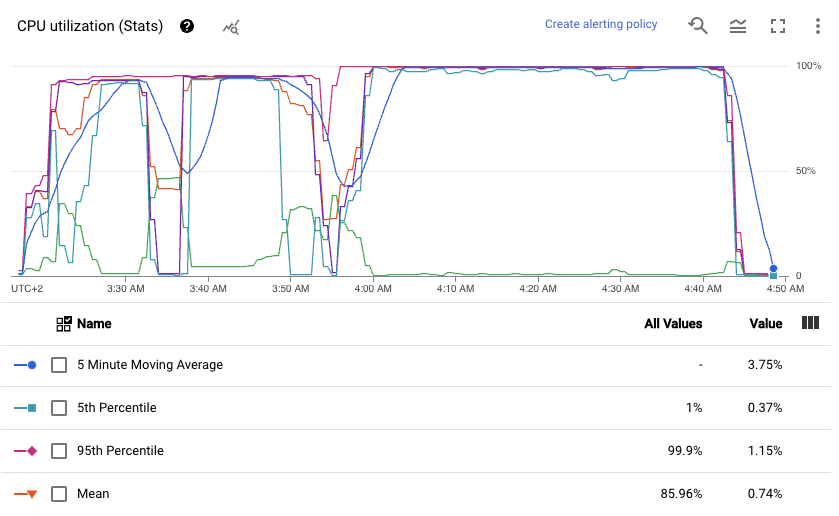 CPU utilization (Stats) ?
Create alerting policy
100%
50%
0
UTC+2 3:30 AM 3:40 AM 3:50 AM 4:00 AM 4:10 AM 4:20 AM 4:30 AM 4:40 AM 4:50 AM
Name All Values Value
5 Minute Moving Average - 3.75%
5th Percentile 1% 0.37%
95th Percentile 99.9% 1.15%
Mean 85.96% 0.74%